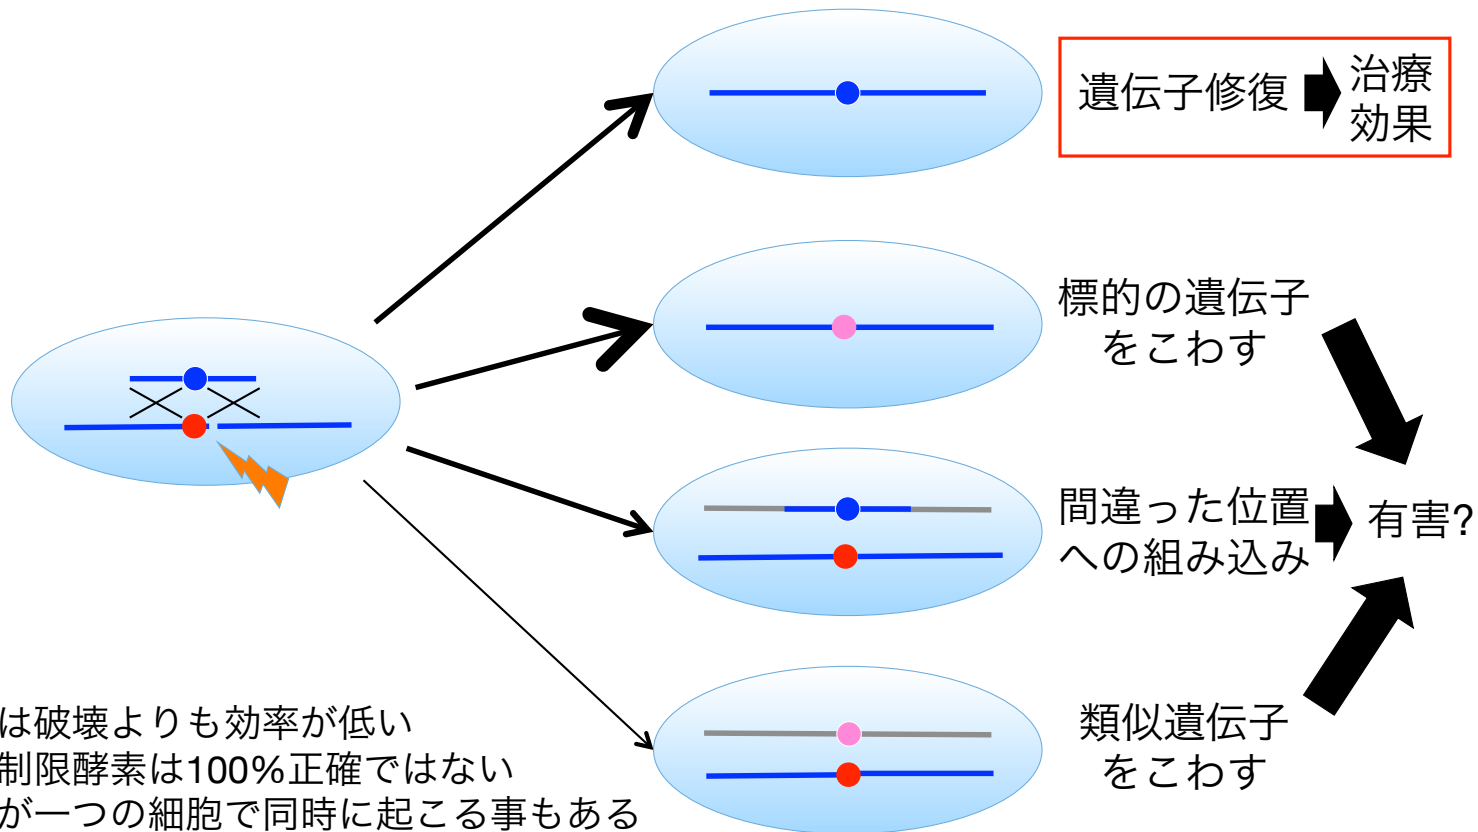 遺伝子修復
治療
効果
標的の遺伝子
をこわす
間違った位置
への組み込み
有害?
類似遺伝子
をこわす
は破壊よりも効率が低い
制限酵素は100%正確ではない
が一つの細胞で同時に起こる事もある